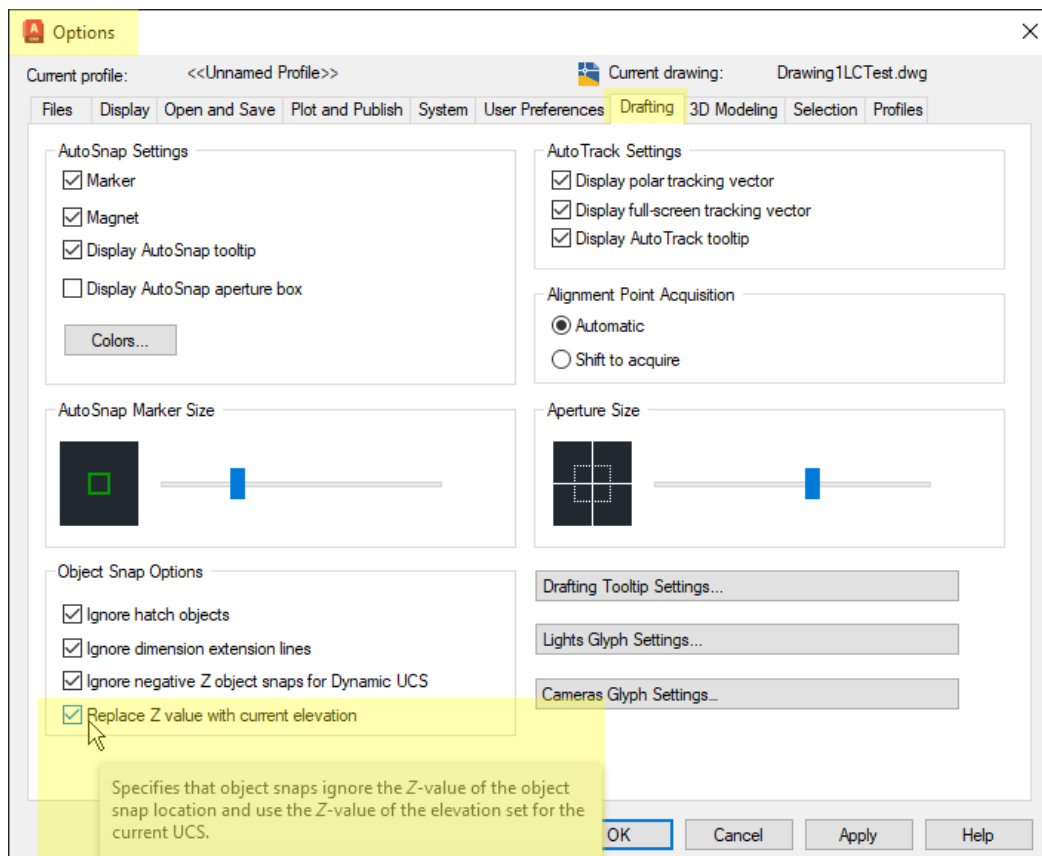 A
CAD
Options
Current profile: <<Unnamed Profile>> Current drawing: Drawing1LCTest.dwg
Files Display Open and Save Plot and Publish System User Preferences Drafting 3D Modeling Selection Profiles
AutoSnap Settings
Marker
Magnet
Display AutoSnap tooltip
Display AutoSnap aperture box
Colors...
AutoTrack Settings
Display polar tracking vector
Display full-screen tracking vector
Display AutoTrack tooltip
Alignment Point Acquisition
Automatic
Shift to acquire
AutoSnap Marker Size
Aperture Size
Object Snap Options
Ignore hatch objects
Ignore dimension extension lines
Ignore negative Z object snaps for Dynamic UCS
Replace Z value with current elevation
Drafting Tooltip Settings...
Lights Glyph Settings...
Cameras Glyph Settings...
Specifies that object snaps ignore the Z-value of the object
snap location and use the Z-value of the elevation set for the
current UCS.
OK Cancel Apply Help